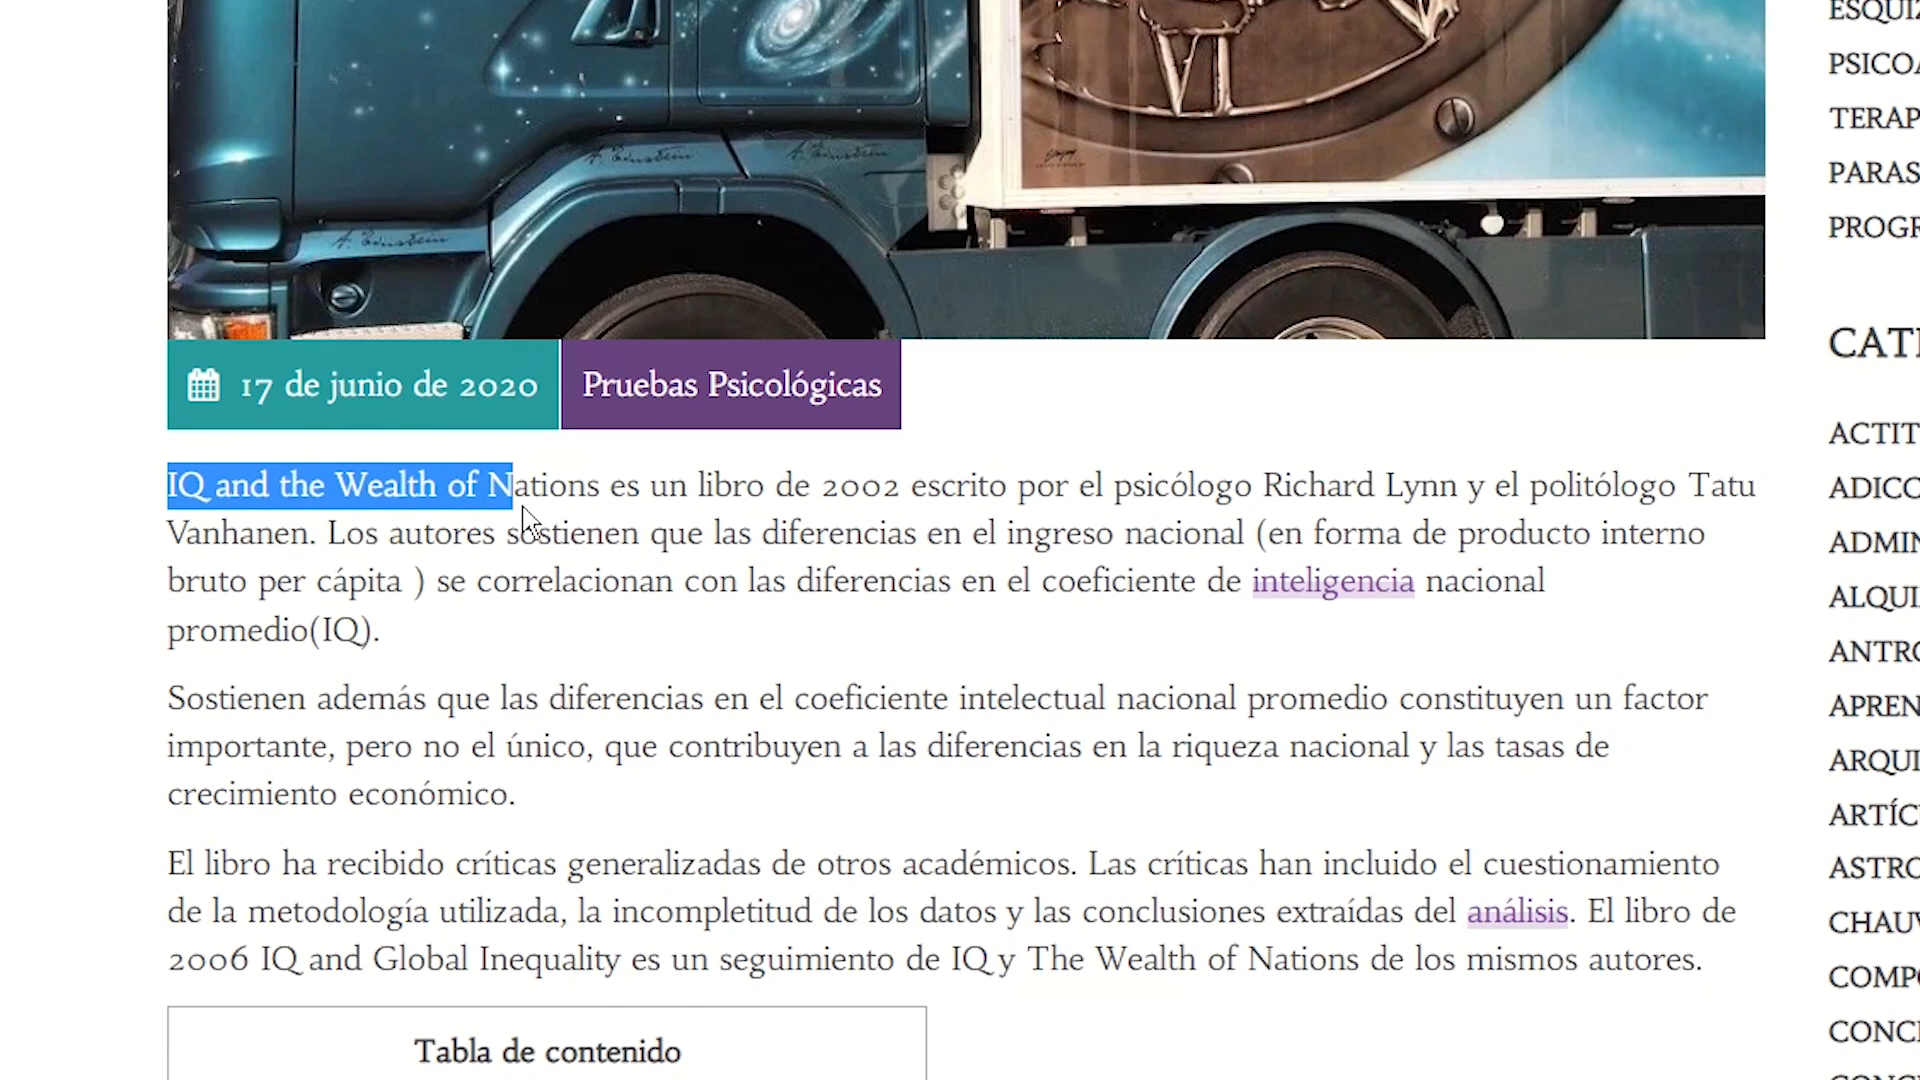 ESQUIZ
PSICOA
TERAP
PARAS
PROGR
A. Einstein
A. Einstein
A. Einstein
17 de junio de 2020
Pruebas Psicológicas
IQ and the Wealth of Nations es un libro de 2002 escrito por el psicólogo Richard Lynn y el politólogo Tatu
Vanhanen. Los autores sostienen que las diferencias en el ingreso nacional (en forma de producto interno
bruto per cápita ) se correlacionan con las diferencias en el coeficiente de inteligencia nacional
promedio(IQ).
Sostienen además que las diferencias en el coeficiente intelectual nacional promedio constituyen un factor
importante, pero no el único, que contribuyen a las diferencias en la riqueza nacional y las tasas de
crecimiento económico.
El libro ha recibido críticas generalizadas de otros académicos. Las críticas han incluido el cuestionamiento
de la metodología utilizada, la incompletitud de los datos y las conclusiones extraídas del análisis. El libro de
2006 IQ and Global Inequality es un seguimiento de IQ y The Wealth of Nations de los mismos autores.
Tabla de contenido
CATE
ACTIT
ADICC
ADMIN
ALQUI
ANTRO
APREN
ARQUI
ARTÍC
ASTRO
CHAUV
COMPO
CONCI